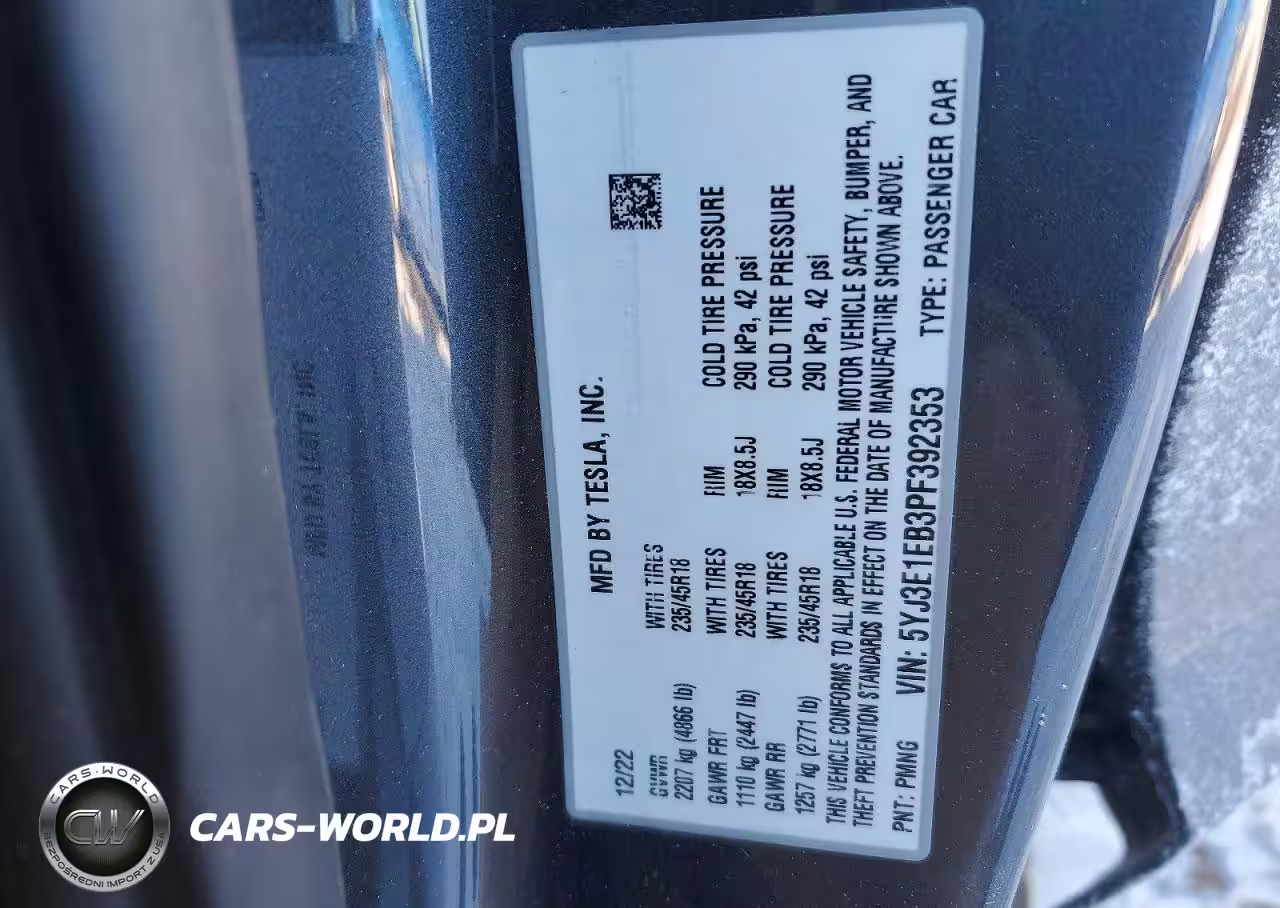 MFD BY TESLA, INC.
12/22
GVWR
2207 kg (4866 lb)
WITH TIRES
235/45R18
GAWR FRT
1110 kg (2447 lb)
WITH TIRES
235/45R18
RIM
18X8.5J
COLD TIRE PRESSURE
290 kPa, 42 psi
GAWR RR
1257 kg (2771 lb)
WITH TIRES
235/45R18
RIM
18X8.5J
COLD TIRE PRESSURE
290 kPa, 42 psi
THIS VEHICLE CONFORMS TO ALL APPLICABLE U.S. FEDERAL MOTOR VEHICLE SAFETY, BUMPER, AND
THEFT PREVENTION STANDARDS IN EFFECT ON THE DATE OF MANUFACTURE SHOWN ABOVE.
PNT: PMNG VIN: 5YJ3E1EB3PF392353 TYPE: PASSENGER CAR
CARS-WORLD
CW
BEZPOŚREDNI IMPORT Z USA
CARS-WORLD.PL